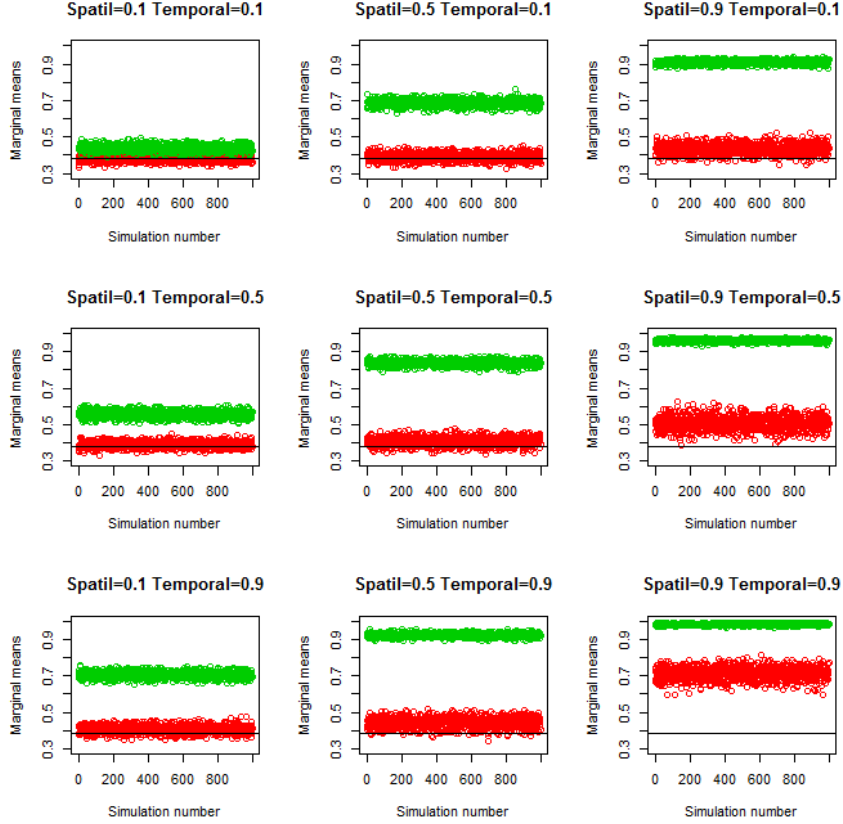 Spatil=0.1 Temporal=0.1
Marginal means
0.3 0.5 0.7 0.9
0 200 400 600 800
Simulation number
Spatil=0.5 Temporal=0.1
Marginal means
0.3 0.5 0.7 0.9
0 200 400 600 800
Simulation number
Spatil=0.9 Temporal=0.1
Marginal means
0.3 0.5 0.7 0.9
0 200 400 600 800
Simulation number
Spatil=0.1 Temporal=0.5
Marginal means
0.3 0.5 0.7 0.9
0 200 400 600 800
Simulation number
Spatil=0.5 Temporal=0.5
Marginal means
0.3 0.5 0.7 0.9
0 200 400 600 800
Simulation number
Spatil=0.9 Temporal=0.5
Marginal means
0.3 0.5 0.7 0.9
0 200 400 600 800
Simulation number
Spatil=0.1 Temporal=0.9
Marginal means
0.3 0.5 0.7 0.9
0 200 400 600 800
Simulation number
Spatil=0.5 Temporal=0.9
Marginal means
0.3 0.5 0.7 0.9
0 200 400 600 800
Simulation number
Spatil=0.9 Temporal=0.9
Marginal means
0.3 0.5 0.7 0.9
0 200 400 600 800
Simulation number